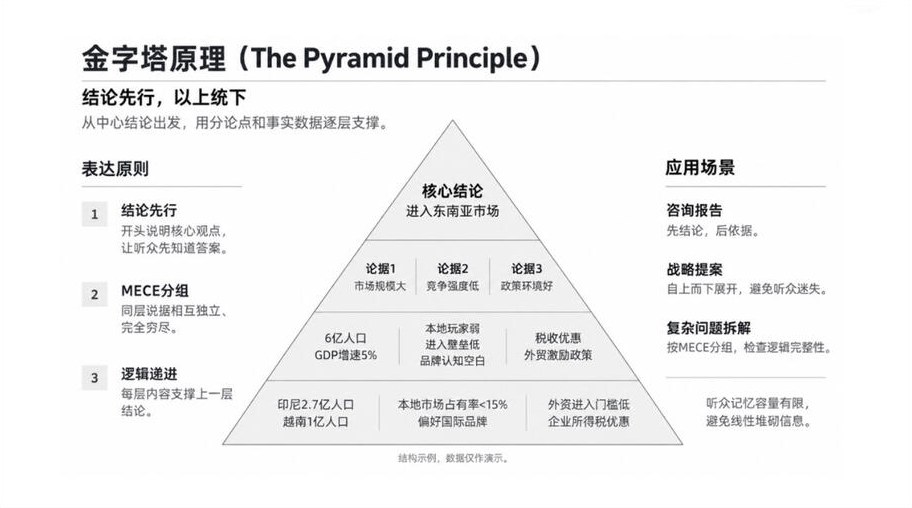 金字塔原理（The Pyramid Principle）
结论先行，以上统下
从中心结论出发，用分论点和事实数据逐层支撑。
表达原则
1
结论先行
开头说明核心观点，
让听众先知道答案。
2
MECE分组
同层说据相互独立、
完全穷尽。
3
逻辑递进
每层内容支撑上一层
结论。
核心结论
进入东南亚市场
论据1
市场规模大
论据2
竞争强度低
论据3
政策环境好
6亿人口
GDP增速5%
本地玩家弱
进入壁垒低
品牌认知空白
税收优惠
外贸激励政策
印尼2.7亿人口
越南1亿人口
本地市场占有率<15%
偏好国际品牌
外资进入门槛低
企业所得税优惠
结构示例，数据仅作演示。
应用场景
咨询报告
先结论，后依据。
战略提案
自上而下展开，避免听众迷失。
复杂问题拆解
按MECE分组，检查逻辑完整性。
听众记忆容量有限，
避免线性堆砌信息。